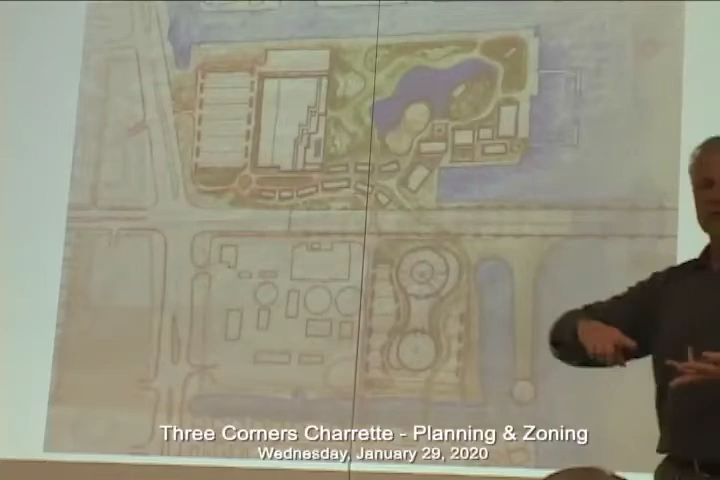 Three Corners Charrette - Planning & Zoning
Wednesday, January 29, 2020